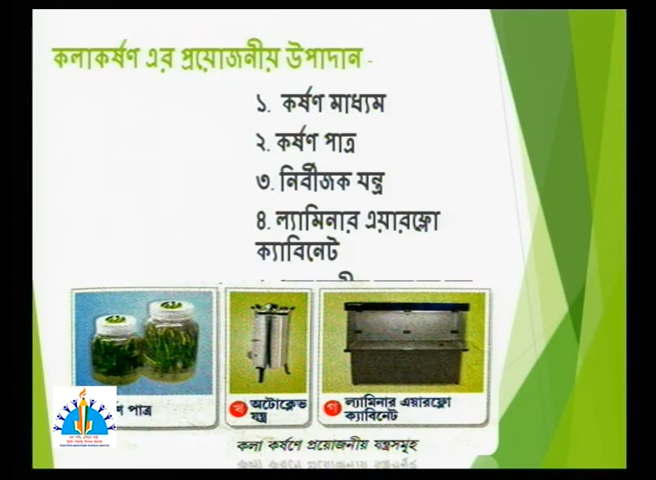 কলাকর্ষণ এর প্রয়োজনীয় উপাদান -
১. কর্ষণ মাধ্যম
২. কর্ষণ পাত্র
৩. নির্বীজক যন্ত্র
৪. ল্যামিনার এয়ারফ্লো
ক্যাবিনেট
পাত্র
খ অটোক্লেভ
যন্ত্র
গ ল্যামিনার এয়ারফ্লো
ক্যাবিনেট
কলা কর্ষণে প্রয়োজনীয় যন্ত্রসমূহ